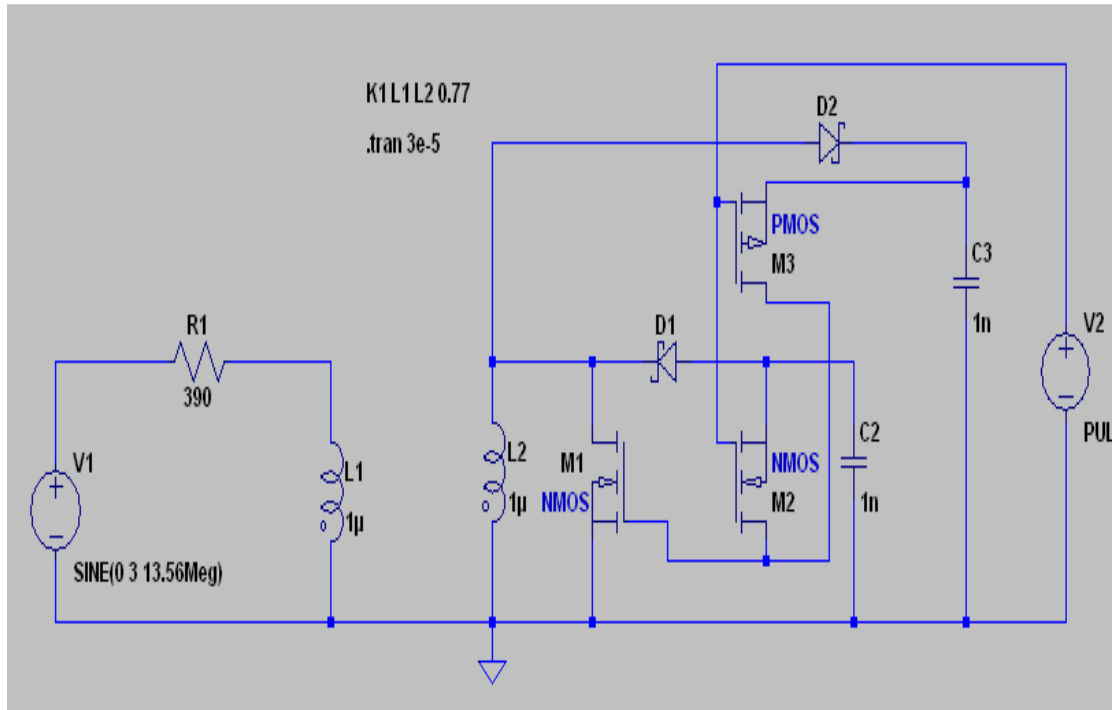 K1 L1 L2 0.77
.tran 3e-5
D2
PMOS
M3
C3
1n
V2
PUL
R1
390
D1
V1
L1
1µ
SINE(0 3 13.56Meg)
L2
1µ
M1
NMOS
NMOS
M2
C2
1n